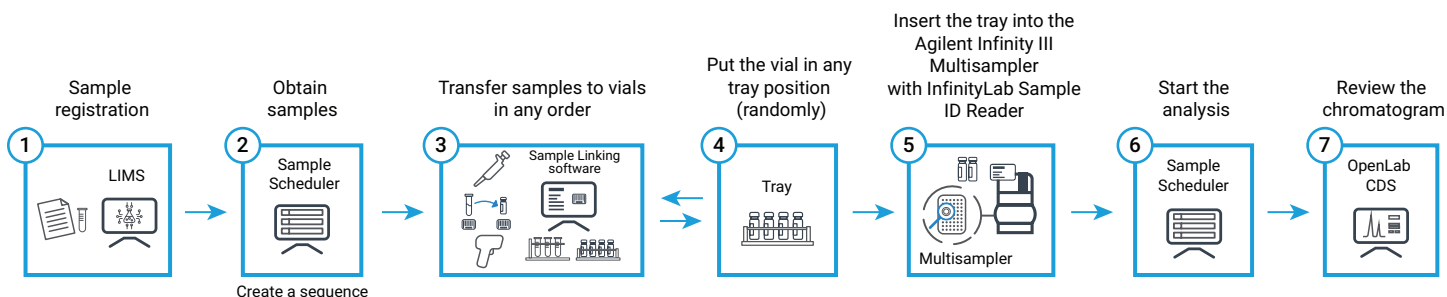 Sample
registration
1
LIMS
Obtain
samples
2
Sample
Scheduler
Create a sequence
Transfer samples to vials
in any order
3
Sample Linking
software
Put the vial in any
tray position
(randomly)
4
Tray
Insert the tray into the
Agilent Infinity III
Multisampler
with InfinityLab Sample
ID Reader
5
Multisampler
Start the
analysis
6
Sample
Scheduler
Review the
chromatogram
7
OpenLab
CDS